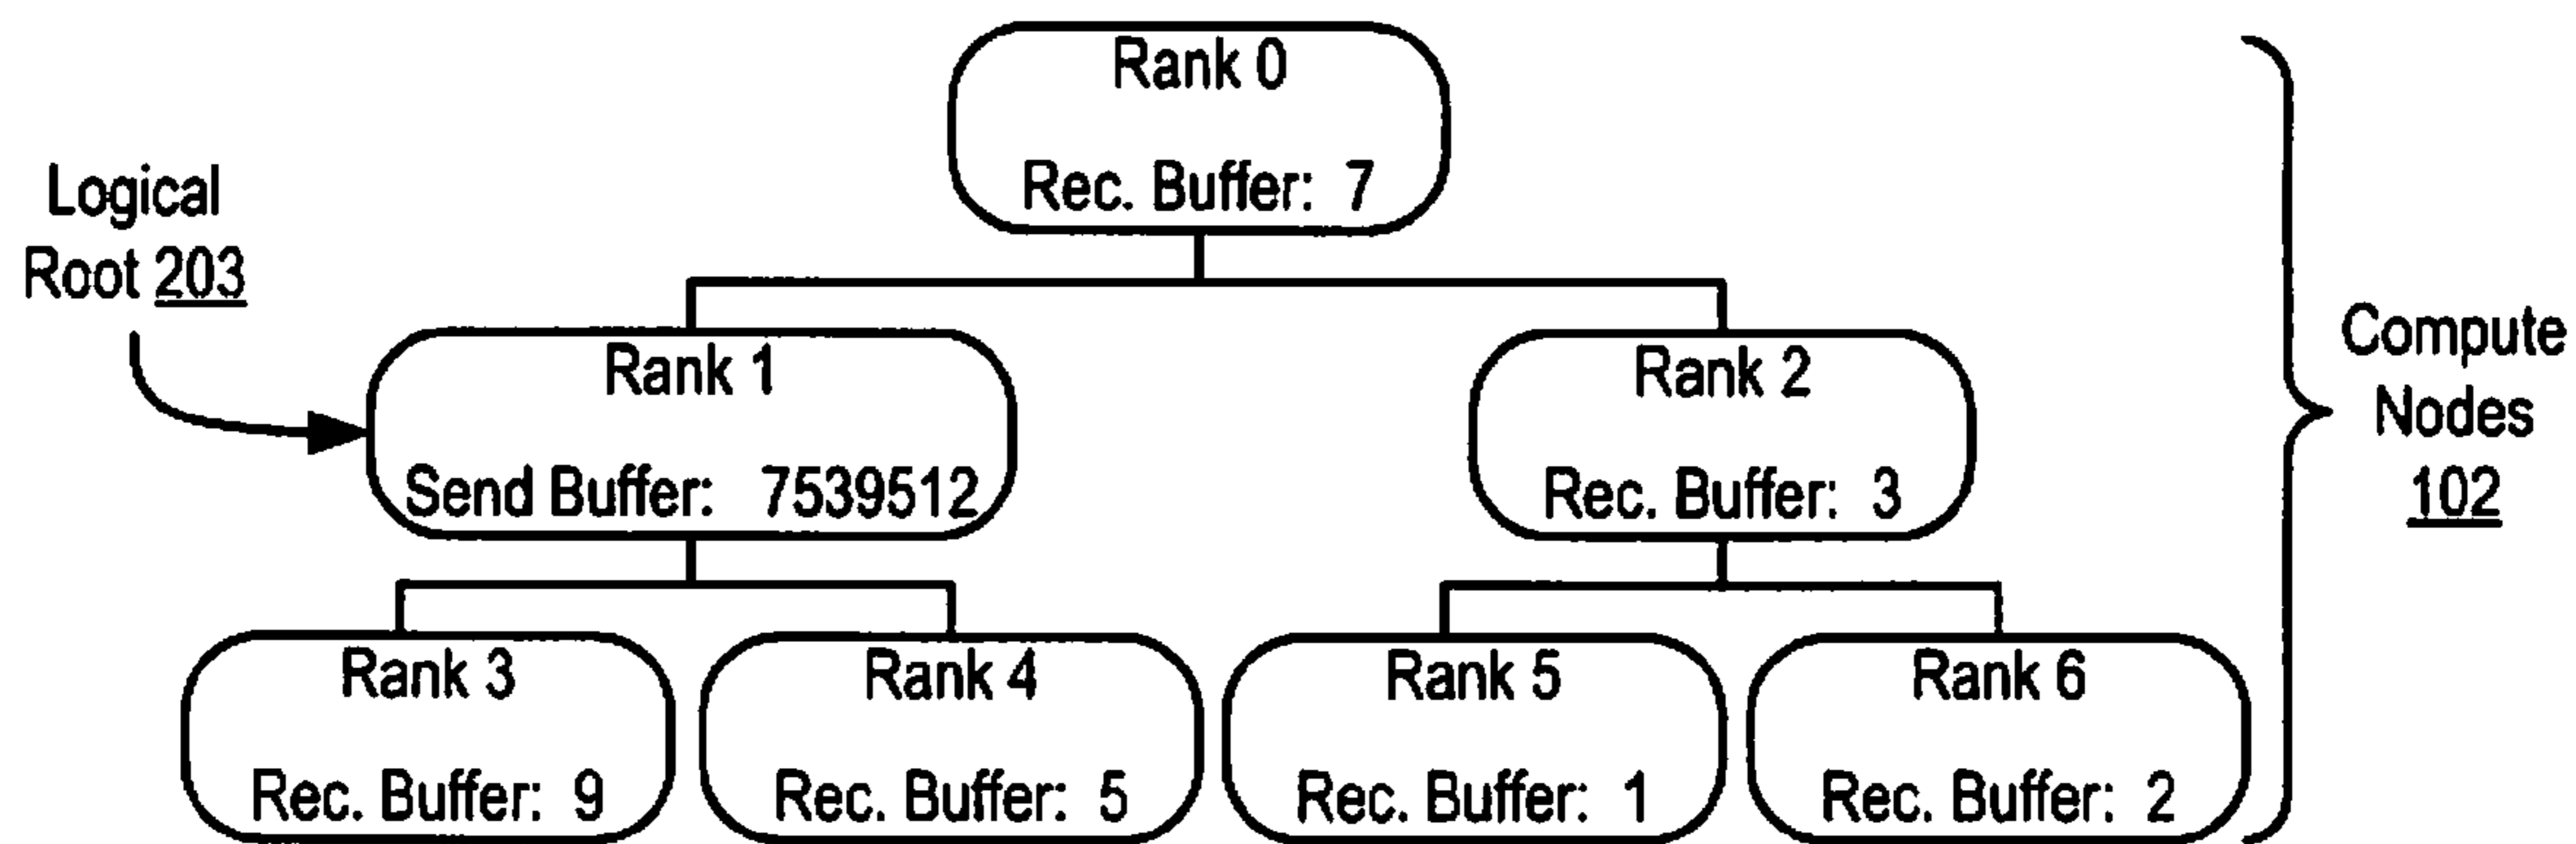 Rank 0
Rec. Buffer: 7
Logical
Root 203
Rank 1
Send Buffer: 7539512
Rank 2
Rec. Buffer: 3
Compute
Nodes
102
Rank 3
Rec. Buffer: 9
Rank 4
Rec. Buffer: 5
Rank 5
Rec. Buffer: 1
Rank 6
Rec. Buffer: 2